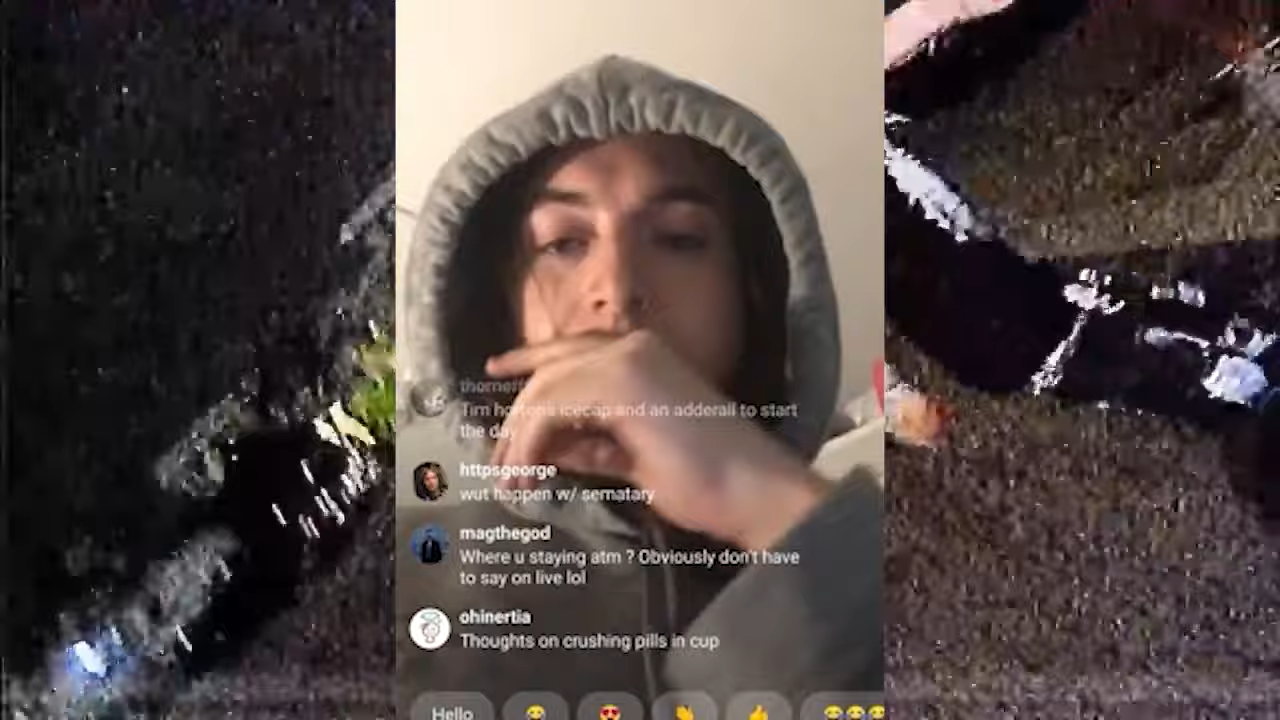 Tim hortons icecap and an adderall to start
the day
httpsgeorge
wut happen w/ sematary
magthegod
Where u staying atm ? Obviously don't have
to say on live lol
ohinertia
Thoughts on crushing pills in cup
Hello